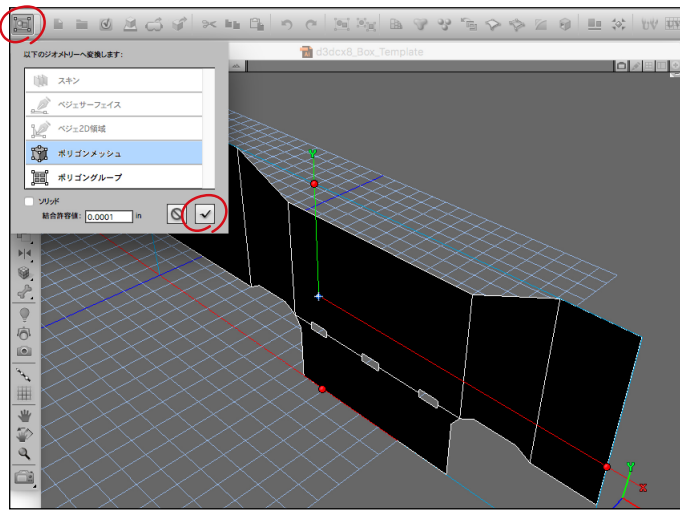 d3dcx8_Box_Template
以下のジオメトリーへ変換します:
スキン
ベジェサーフェイス
ベジェ2D領域
ポリゴンメッシュ
ポリゴングループ
ソリッド
結合許容値: 0.0001 in
UV
UV
Y
Y
X